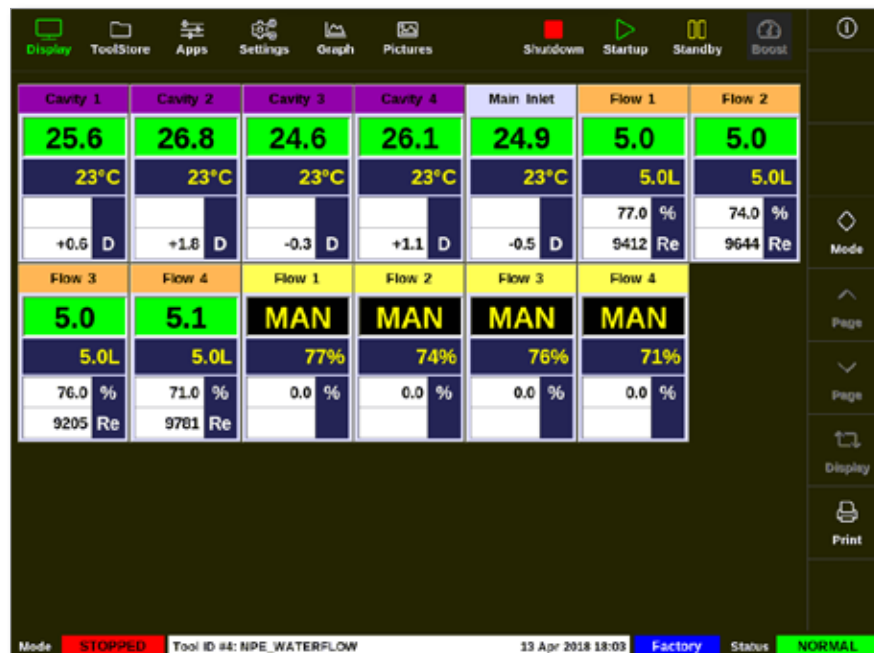 Display ToolStore Apps Settings Graph Pictures Shutdown Startup Standby Boost
Cavity 1 Cavity 2 Cavity 3 Cavity 4 Main Inlet Flow 1 Flow 2
25.6 26.8 24.6 26.1 24.9 5.0 5.0
23°C 23°C 23°C 23°C 23°C 5.0L 5.0L
77.0 % 74.0 %
+0.6 D +1.8 D -0.3 D +1.1 D -0.5 D 9412 Re 9644 Re
Mode
Flow 3 Flow 4 Flow 1 Flow 2 Flow 3 Flow 4
5.0 5.1 MAN MAN MAN MAN
Page
5.0L 5.0L 77% 74% 76% 71%
76.0 % 71.0 % 0.0 % 0.0 % 0.0 % 0.0 %
Page
9205 Re 9781 Re
Display
Print
Mode STOPPED Tool ID #4: NPE_WATERFLOW 13 Apr 2018 18:03 Factory Status NORMAL